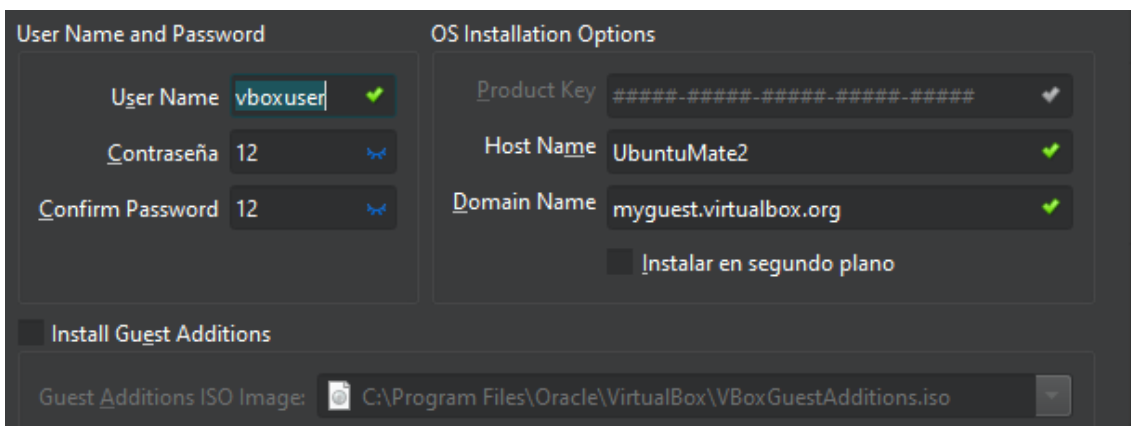 User Name and Password
User Name vboxuser
Contraseña 12
Confirm Password 12
OS Installation Options
Product Key #####-#####-#####-#####-#####
Host Name UbuntuMate2
Domain Name myguest.virtualbox.org
Instalar en segundo plano
Install Guest Additions
Guest Additions ISO Image: C:\Program Files\Oracle\VirtualBox\VBoxGuestAdditions.iso